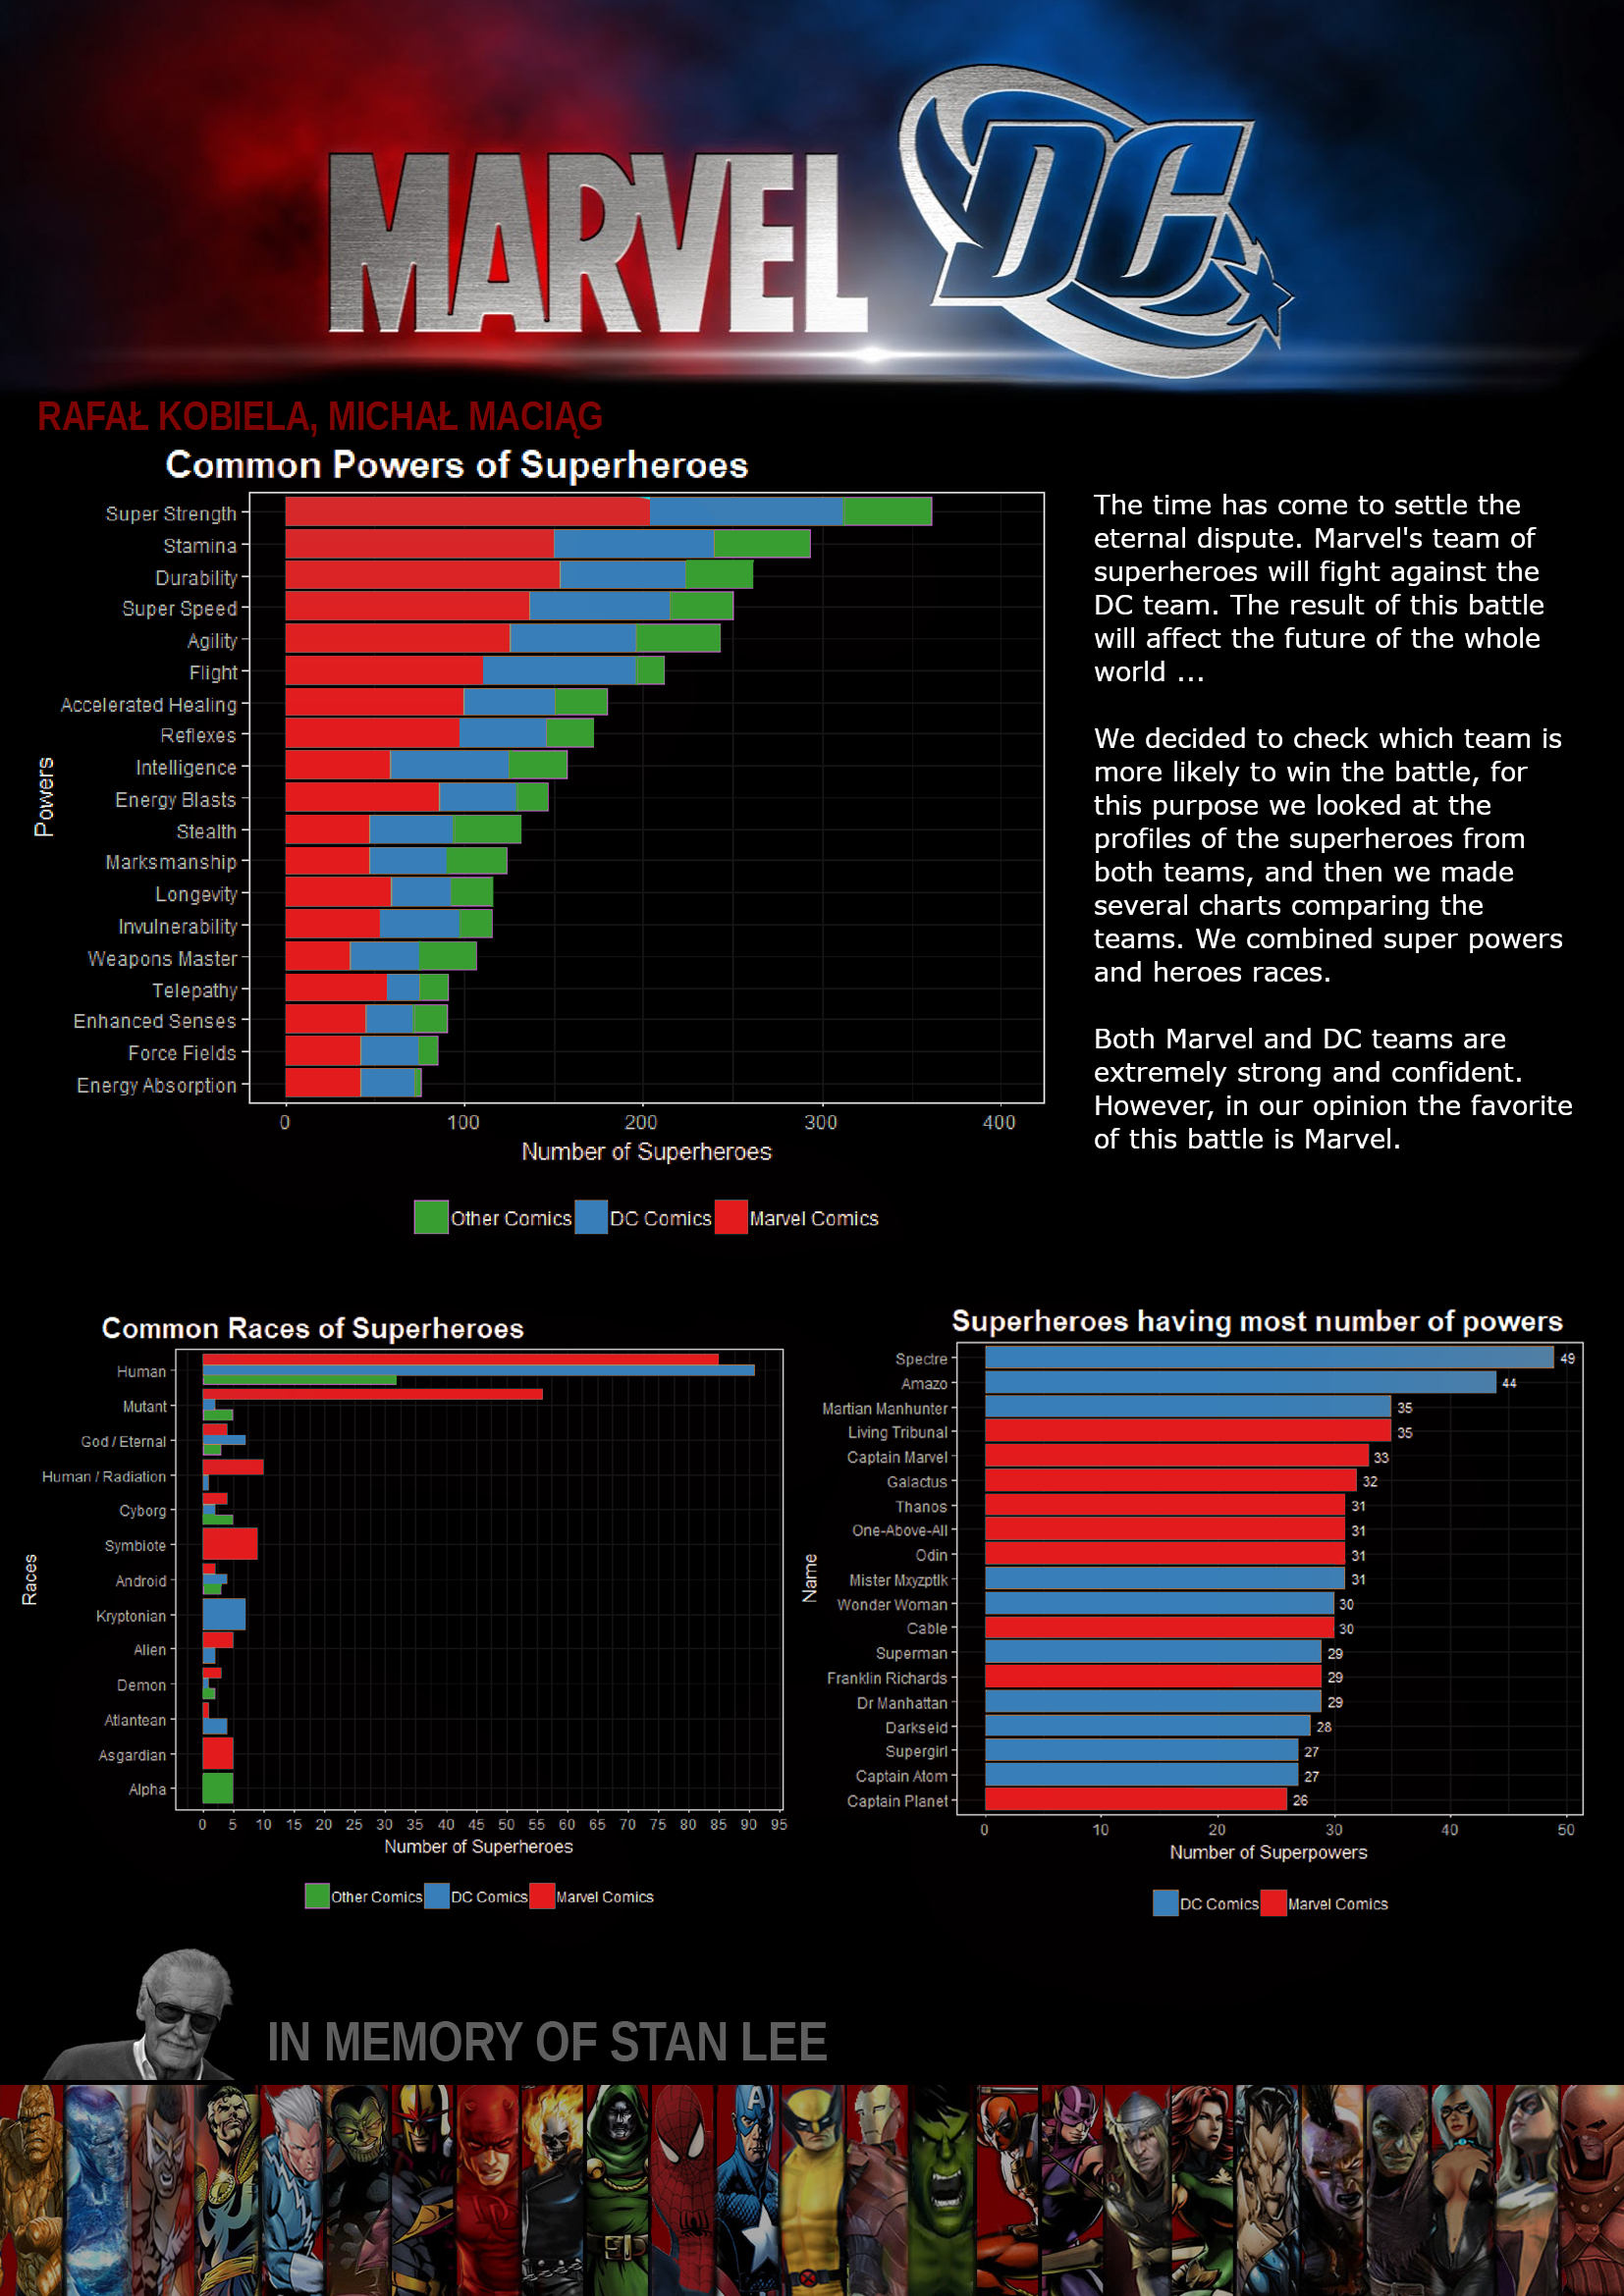 MARVEL
DC
RAFAŁ KOBIELA, MICHAŁ MACIĄG
Common Powers of Superheroes
Powers
Super Strength
Stamina
Durability
Super Speed
Agility
Flight
Accelerated Healing
Reflexes
Intelligence
Energy Blasts
Stealth
Marksmanship
Longevity
Invulnerability
Weapons Master
Telepathy
Enhanced Senses
Force Fields
Energy Absorption
0 100 200 300 400
Number of Superheroes
Other Comics DC Comics Marvel Comics
The time has come to settle the
eternal dispute. Marvel's team of
superheroes will fight against the
DC team. The result of this battle
will affect the future of the whole
world ...
We decided to check which team is
more likely to win the battle, for
this purpose we looked at the
profiles of the superheroes from
both teams, and then we made
several charts comparing the
teams. We combined super powers
and heroes races.
Both Marvel and DC teams are
extremely strong and confident.
However, in our opinion the favorite
of this battle is Marvel.
Common Races of Superheroes
Races
Human
Mutant
God / Eternal
Human / Radiation
Cyborg
Symbiote
Android
Kryptonian
Alien
Demon
Atlantean
Asgardian
Alpha
0 5 10 15 20 25 30 35 40 45 50 55 60 65 70 75 80 85 90 95
Number of Superheroes
Other Comics DC Comics Marvel Comics
Superheroes having most number of powers
Name
Spectre 49
Amazo 44
Martian Manhunter 35
Living Tribunal 35
Captain Marvel 33
Galactus 32
Thanos 31
One-Above-All 31
Odin 31
Mister Mxyzptlk 31
Wonder Woman 30
Cable 30
Superman 29
Franklin Richards 29
Dr Manhattan 29
Darkseid 28
Supergirl 27
Captain Atom 27
Captain Planet 26
0 10 20 30 40 50
Number of Superpowers
DC Comics Marvel Comics
IN MEMORY OF STAN LEE